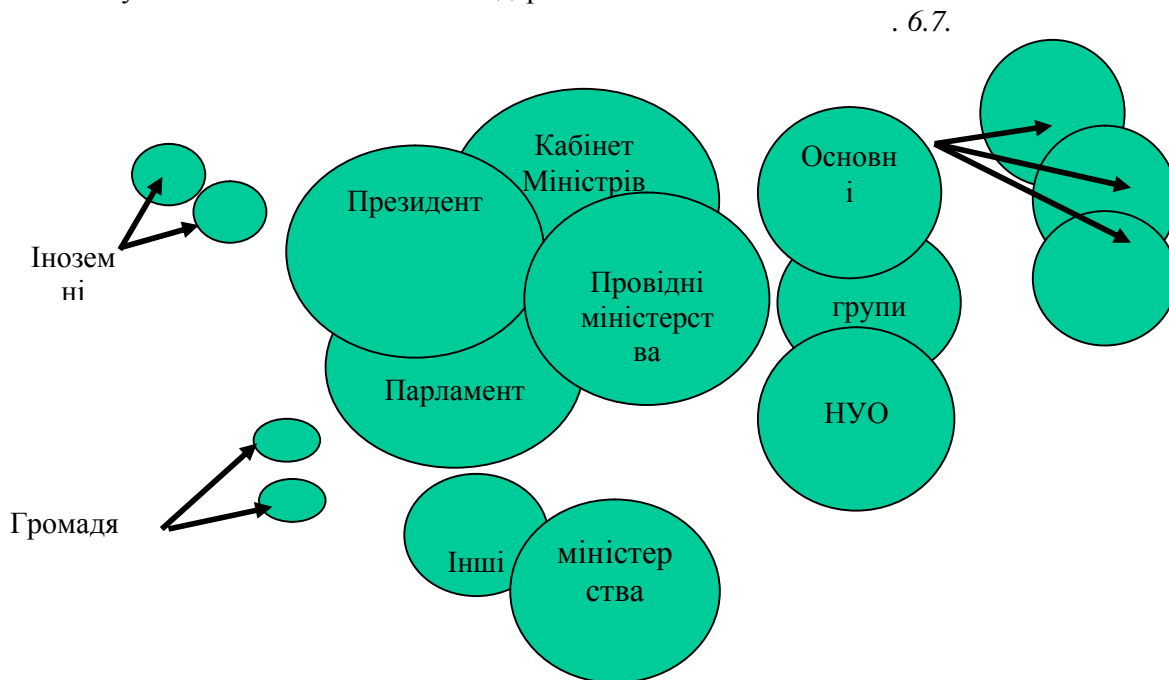 . 6.7.
Кабінет
Міністрів
Президент
Основн
і
Інозем
ні
Провідні
міністерст
ва
групи
Парламент
НУО
Громадя
Інші
міністер
ства